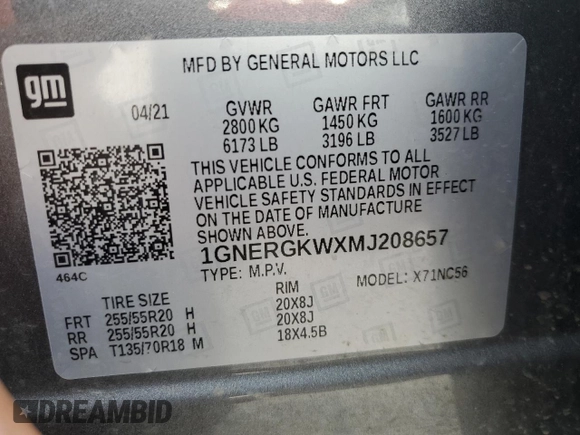 gm
MFD BY GENERAL MOTORS LLC
04/21 GVWR GAWR FRT GAWR RR
2800 KG 1450 KG 1600 KG
6173 LB 3196 LB 3527 LB
THIS VEHICLE CONFORMS TO ALL
APPLICABLE U.S. FEDERAL MOTOR
VEHICLE SAFETY STANDARDS IN EFFECT
ON THE DATE OF MANUFACTURE
SHOWN ABOVE.
464C
1GNERGKWXMJ208657
TYPE: M.P.V. MODEL: X71NC56
TIRE SIZE RIM
FRT 255/55R20 H 20X8J
RR 255/55R20 H 20X8J
SPA T135/70R18 M 18X4.5B
DREAMBID